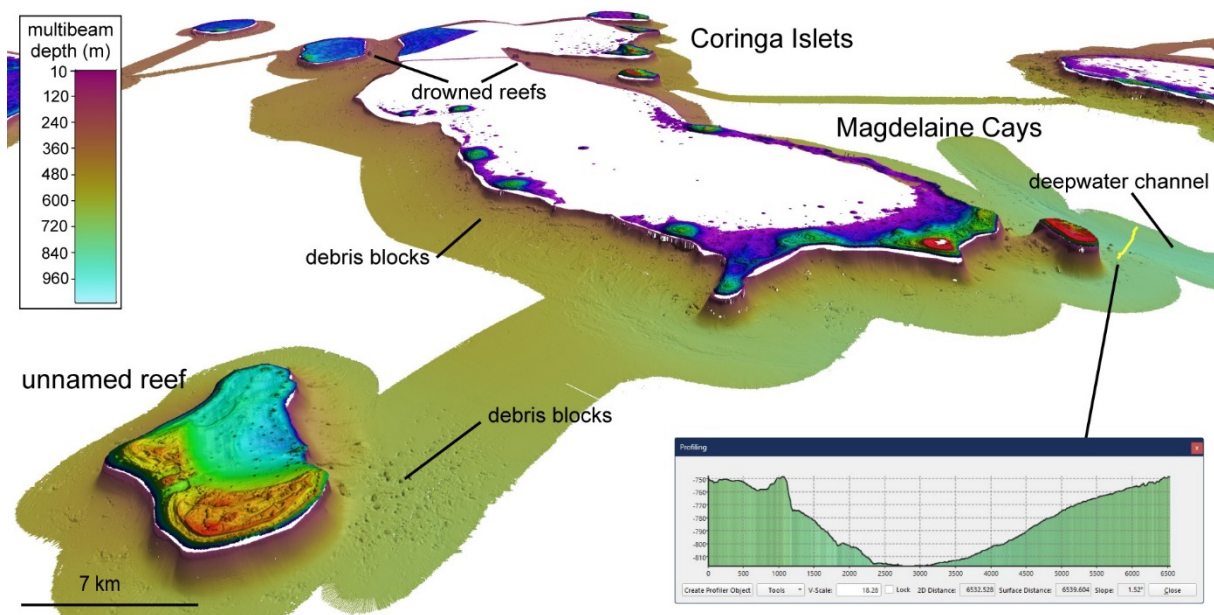 multibeam
depth (m)
10
120
240
360
480
600
720
840
960
Coringa Islets
drowned reefs
Magdelaine Cays
deepwater channel
debris blocks
unnamed reef
debris blocks
7 km
Profiling
x
-750
-760
-770
-780
-790
-800
-810
0 500 1000 1500 2000 2500 3000 3500 4000 4500 5000 5500 6000 6500
Create Profiler Object Tools V-Scale: 18.28 Lock 2D Distance: 6532.528 Surface Distance: 6539.604 Slope: 1.52° Close